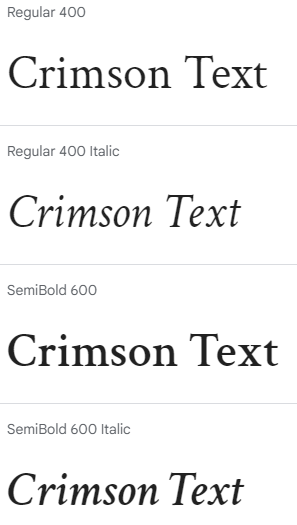 Regular 400
Crimson Text
Regular 400 Italic
Crimson Text
SemiBold 600
Crimson Text
SemiBold 600 Italic
Crimson Text